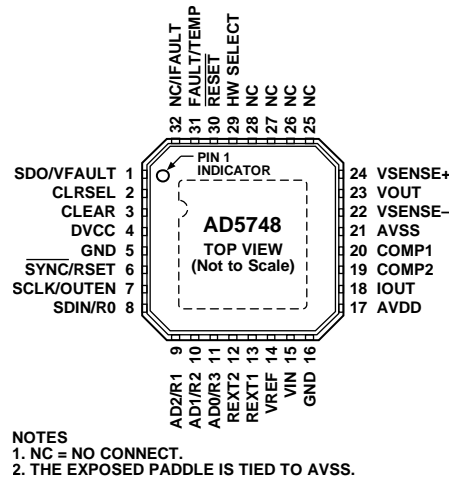 32 NC/IFAULT
31 FAULT/TEMP
30 RESET
29 HW SELECT
28 NC
27 NC
26 NC
25 NC
PIN 1
INDICATOR
SDO/VFAULT 1
CLRSEL 2
CLEAR 3
DVCC 4
GND 5
SYNC/RSET 6
SCLK/OUTEN 7
SDIN/R0 8
AD5748
TOP VIEW
(Not to Scale)
24 VSENSE+
23 VOUT
22 VSENSE–
21 AVSS
20 COMP1
19 COMP2
18 IOUT
17 AVDD
AD2/R1 9
AD1/R2 10
AD0/R3 11
REXT2 12
REXT1 13
VREF 14
VIN 15
GND 16
NOTES
1. NC = NO CONNECT.
2. THE EXPOSED PADDLE IS TIED TO AVSS.